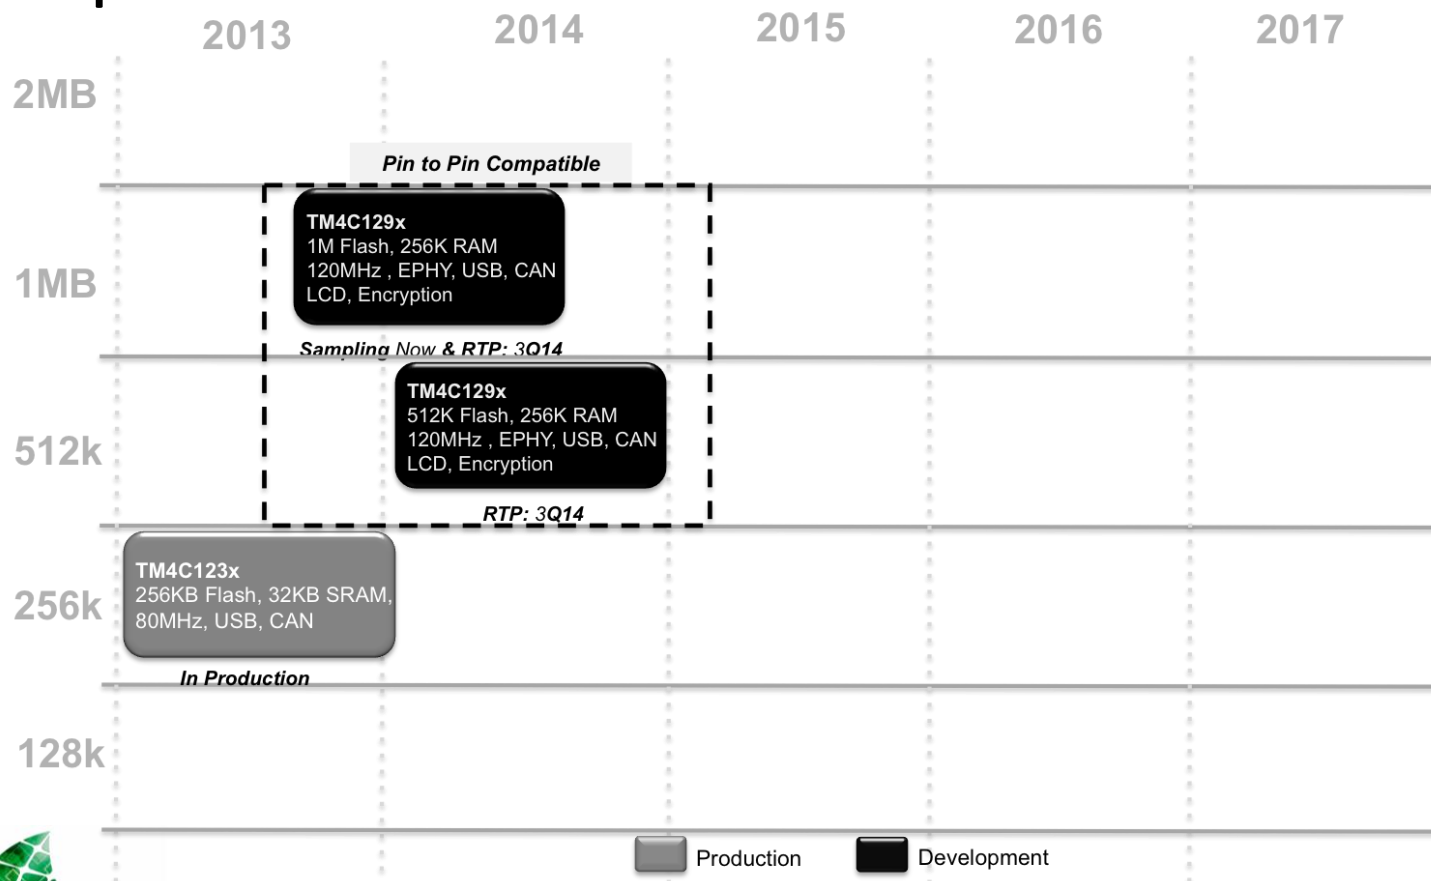 2013 2014 2015 2016 2017
2MB
Pin to Pin Compatible
1MB
TM4C129x
1M Flash, 256K RAM
120MHz , EPHY, USB, CAN
LCD, Encryption
Sampling Now & RTP: 3Q14
512k
TM4C129x
512K Flash, 256K RAM
120MHz , EPHY, USB, CAN
LCD, Encryption
RTP: 3Q14
256k
TM4C123x
256KB Flash, 32KB SRAM,
80MHz, USB, CAN
In Production
128k
Production
Development